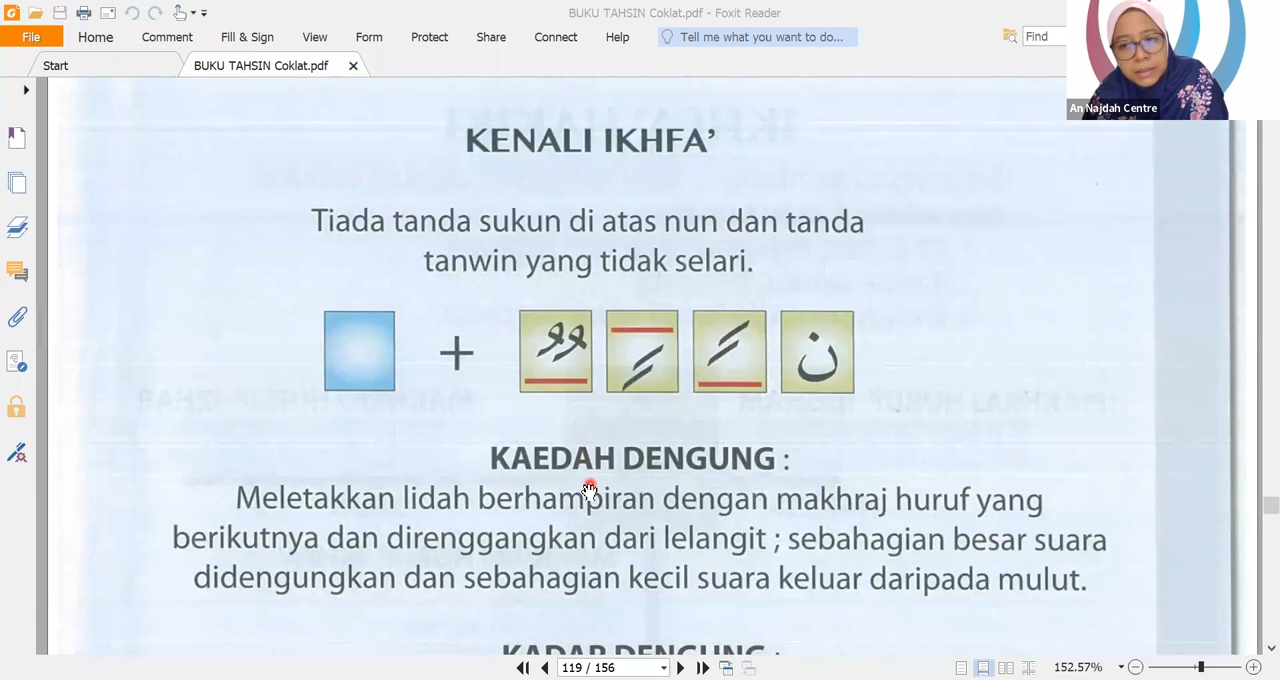 BUKU TAHSIN Coklat.pdf - Foxit Reader
File Home Comment Fill & Sign View Form Protect Share Connect Help Tell me what you want to do... Find
Start BUKU TAHSIN Coklat.pdf
An Najdah Centre
KENALI IKHFA’
Tiada tanda sukun di atas nun dan tanda
tanwin yang tidak selari.
+ ن
KAEDAH DENGUNG :
Meletakkan lidah berhampiran dengan makhraj huruf yang
berikutnya dan direnggangkan dari lelangit ; sebahagian besar suara
didengungkan dan sebahagian kecil suara keluar daripada mulut.
KADAR DENGUNG :
119 / 156 152.57%